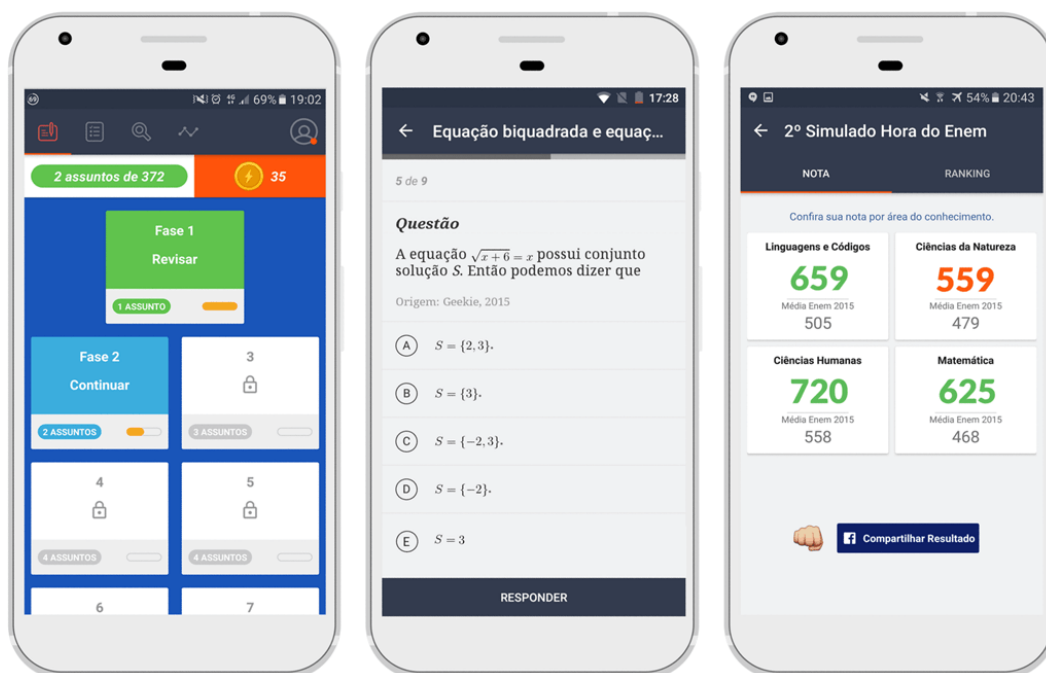 69% 19:02
2 assuntos de 372
35
Fase 1
Revisar
1 ASSUNTO
Fase 2
Continuar
2 ASSUNTOS
3
3 ASSUNTOS
4
4 ASSUNTOS
5
4 ASSUNTOS
6
7
17:28
Equação biquadrada e equaç...
5 de 9
Questão
A equação √x + 6 = x possui conjunto
solução S. Então podemos dizer que
Origem: Geekie, 2015
A S = {2, 3}.
B S = {3}.
C S = {−2, 3}.
D S = {−2}.
E S = 3
RESPONDER
54% 20:43
2º Simulado Hora do Enem
NOTA
RANKING
Confira sua nota por área do conhecimento.
Linguagens e Códigos
659
Média Enem 2015
505
Ciências da Natureza
559
Média Enem 2015
479
Ciências Humanas
720
Média Enem 2015
558
Matemática
625
Média Enem 2015
468
Compartilhar Resultado